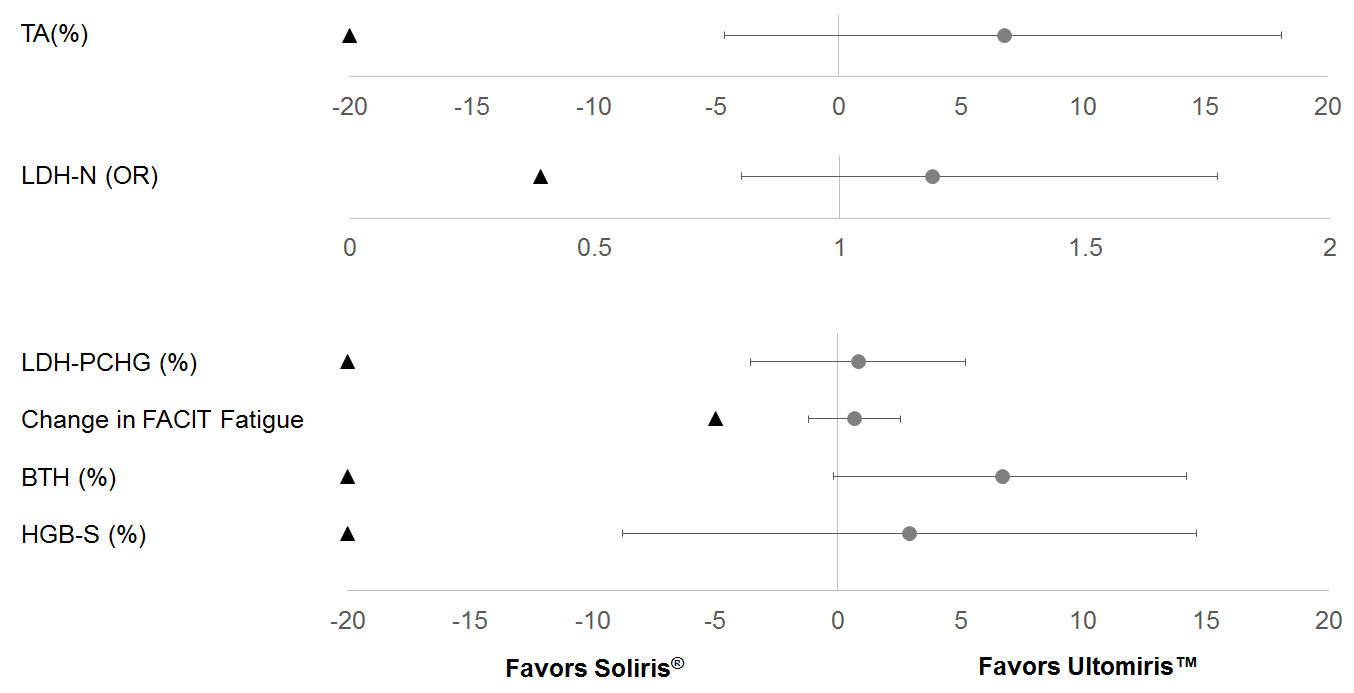 TA(%)
-20 -15 -10 -5 0 5 10 15 20
LDH-N (OR)
0 0.5 1 1.5 2
LDH-PCHG (%)
Change in FACIT Fatigue
BTH (%)
HGB-S (%)
-20 -15 -10 -5 0 5 10 15 20
Favors Soliris® Favors Ultomiris™